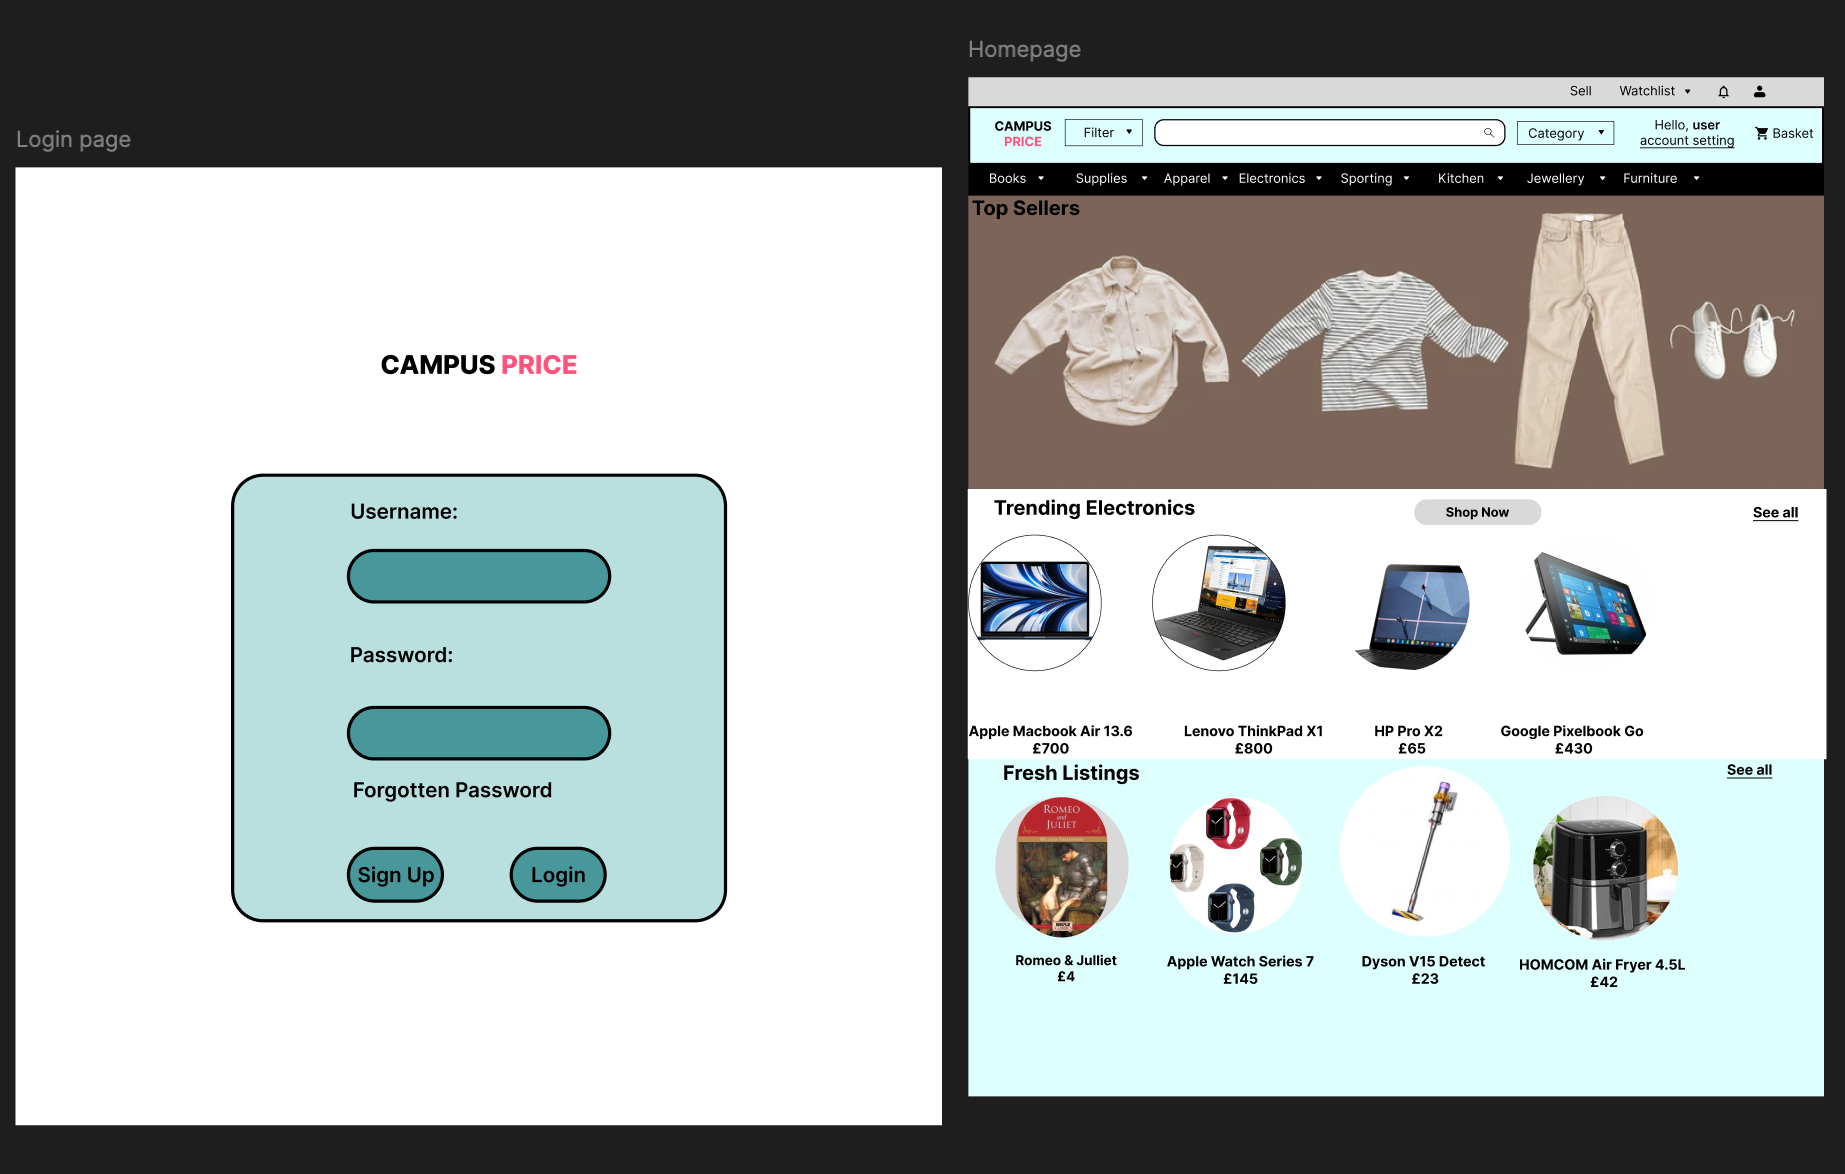 Login page
CAMPUS PRICE
Username:
Password:
Forgotten Password
Sign Up
Login
Homepage
Sell
Watchlist
CAMPUS
PRICE
Filter
Category
Hello, user
account setting
Basket
Books
Supplies
Apparel
Electronics
Sporting
Kitchen
Jewellery
Furniture
Top Sellers
Trending Electronics
Shop Now
See all
Apple Macbook Air 13.6
£700
Lenovo ThinkPad X1
£800
HP Pro X2
£65
Google Pixelbook Go
£430
Fresh Listings
See all
ROMEO
and
JULIET
WILLIAM SHAKESPEARE
Romeo & Julliet
£4
Apple Watch Series 7
£145
Dyson V15 Detect
£23
HOMCOM Air Fryer 4.5L
£42